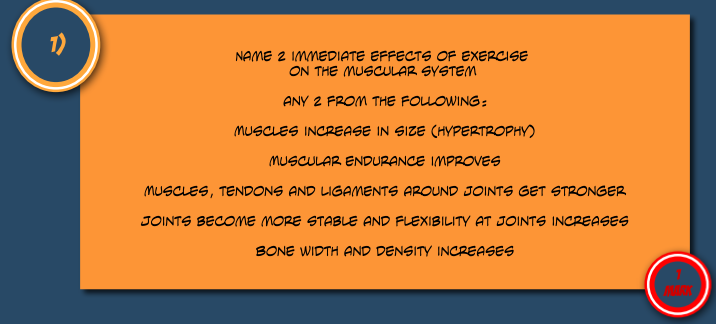 1)
NAME 2 IMMEDIATE EFFECTS OF EXERCISE
ON THE MUSCULAR SYSTEM
ANY 2 FROM THE FOLLOWING:
MUSCLES INCREASE IN SIZE (HYPERTROPHY)
MUSCULAR ENDURANCE IMPROVES
MUSCLES, TENDONS AND LIGAMENTS AROUND JOINTS GET STRONGER
JOINTS BECOME MORE STABLE AND FLEXIBILITY AT JOINTS INCREASES
BONE WIDTH AND DENSITY INCREASES
1
MARK